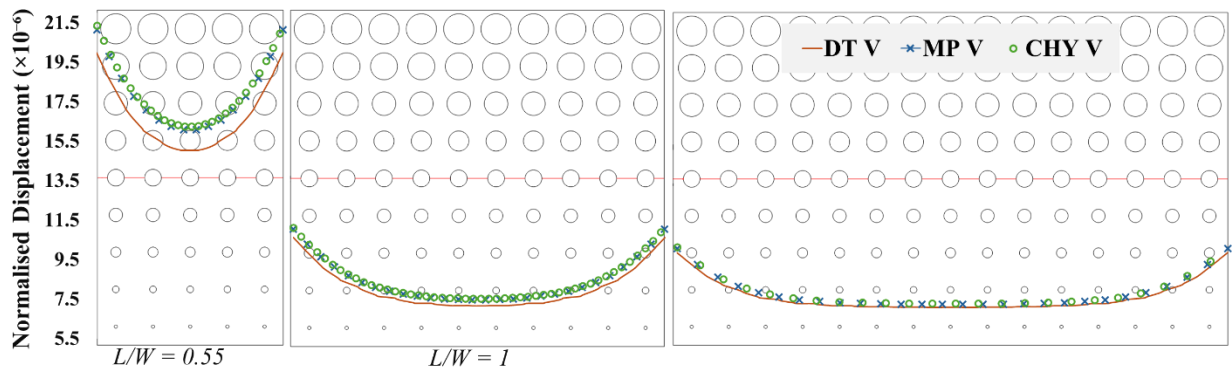 Normalised Displacement (×10⁻⁶)
21.5
19.5
17.5
15.5
13.5
11.5
9.5
7.5
5.5
DT V MP V CHY V
L/W = 0.55
L/W = 1